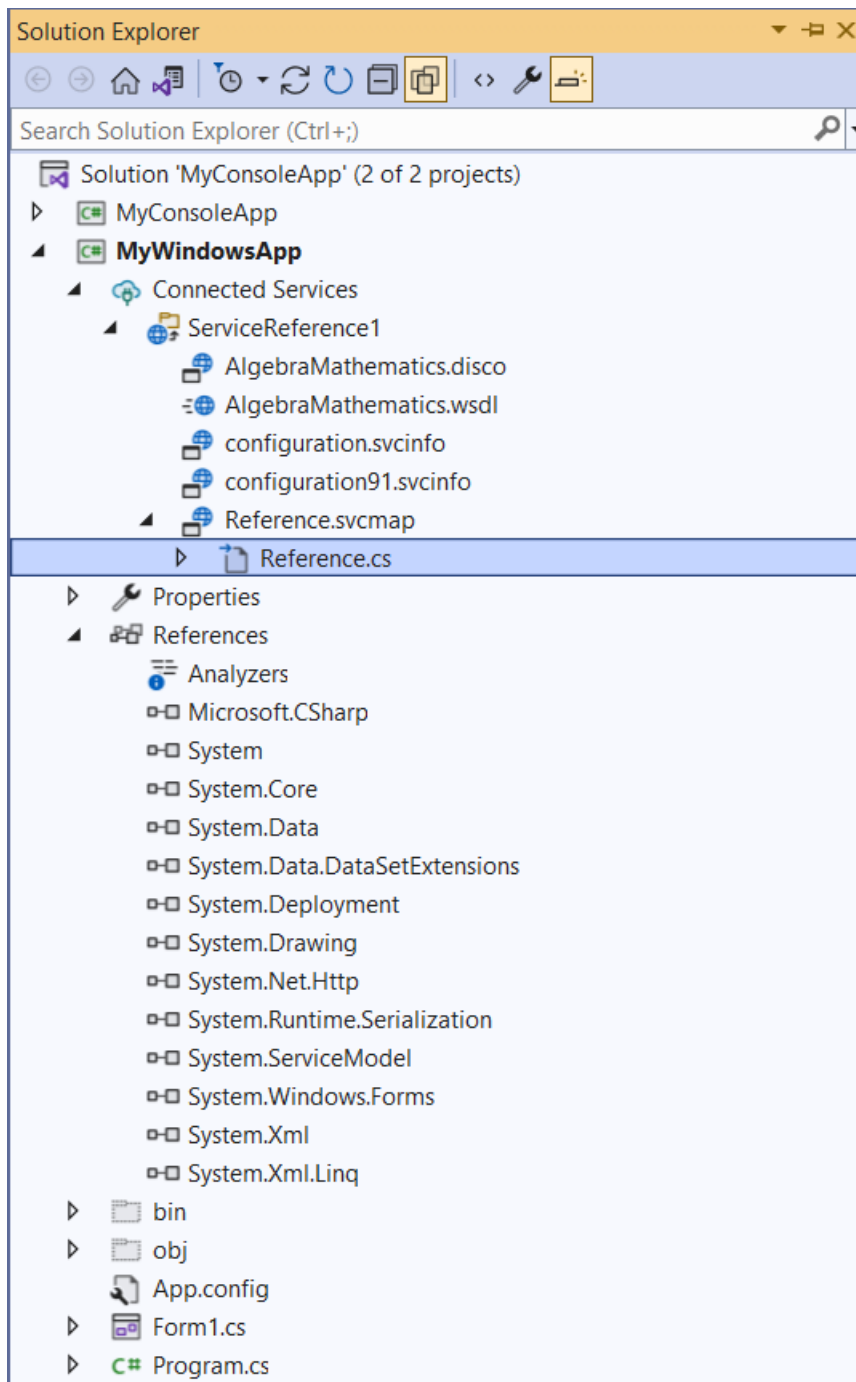 Solution Explorer
Search Solution Explorer (Ctrl+;)
Solution 'MyConsoleApp' (2 of 2 projects)
C# MyConsoleApp
C# MyWindowsApp
Connected Services
ServiceReference1
AlgebraMathematics.disco
AlgebraMathematics.wsdl
configuration.svcinfo
configuration91.svcinfo
Reference.svcmap
Reference.cs
Properties
References
Analyzers
Microsoft.CSharp
System
System.Core
System.Data
System.Data.DataSetExtensions
System.Deployment
System.Drawing
System.Net.Http
System.Runtime.Serialization
System.ServiceModel
System.Windows.Forms
System.Xml
System.Xml.Linq
bin
obj
App.config
Form1.cs
C# Program.cs